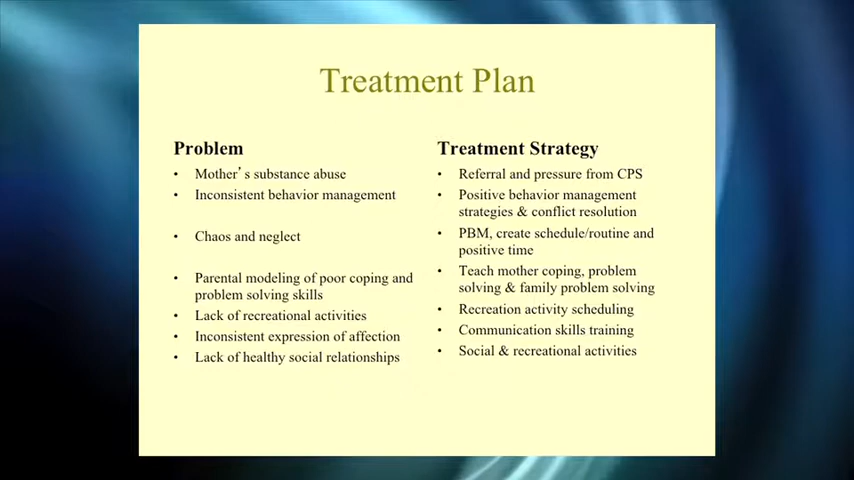 Treatment Plan
Problem
• Mother's substance abuse
• Inconsistent behavior management
• Chaos and neglect
• Parental modeling of poor coping and
problem solving skills
• Lack of recreational activities
• Inconsistent expression of affection
• Lack of healthy social relationships
Treatment Strategy
• Referral and pressure from CPS
• Positive behavior management
strategies & conflict resolution
• PBM, create schedule/routine and
positive time
• Teach mother coping, problem
solving & family problem solving
• Recreation activity scheduling
• Communication skills training
• Social & recreational activities